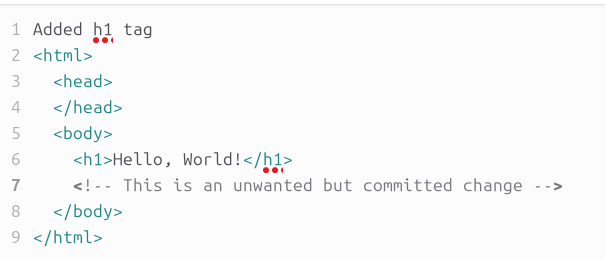 1 Added h1 tag
2 <html>
3   <head>
4   </head>
5   <body>
6     <h1>Hello, World!</h1>
7     <!-- This is an unwanted but committed change -->
8   </body>
9 </html>